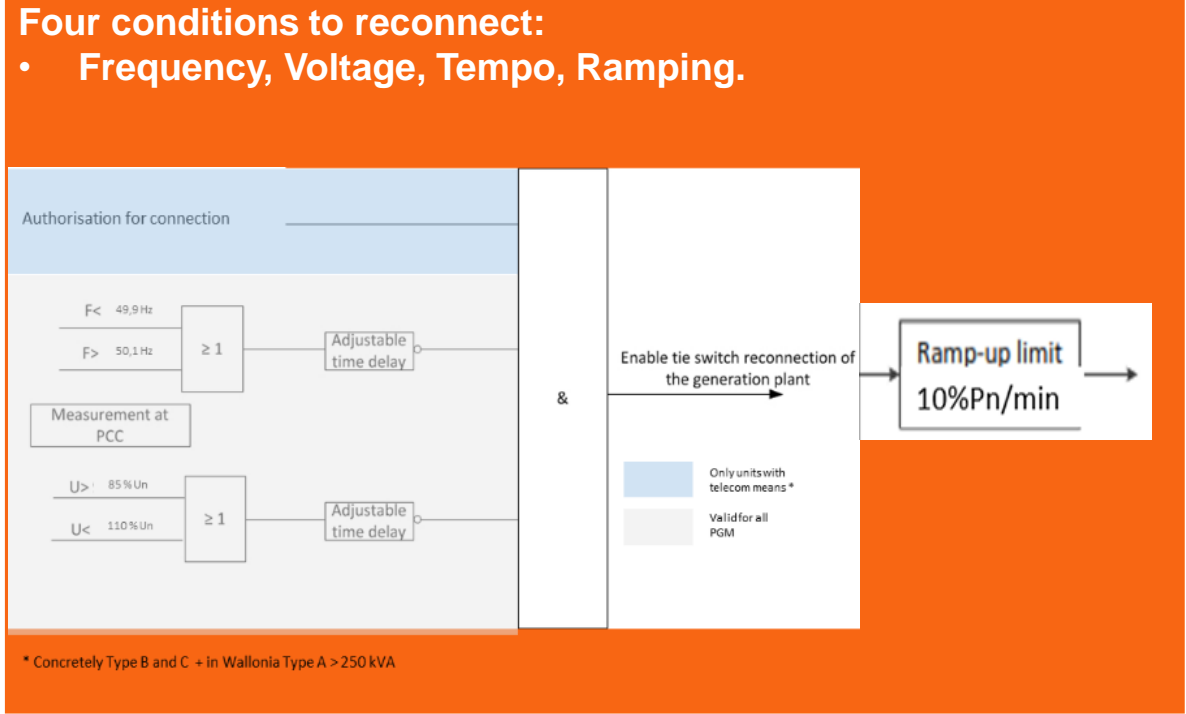 Four conditions to reconnect:
• Frequency, Voltage, Tempo, Ramping.
Authorisation for connection
F< 49,9 Hz
F> 50,1 Hz
≥ 1
Adjustable
time delay
Measurement at
PCC
U> 85 % Un
U< 110 % Un
≥ 1
Adjustable
time delay
&
Enable tie switch reconnection of
the generation plant
Ramp-up limit
10%Pn/min
Only units with
telecom means *
Valid for all
PGM
* Concretely Type B and C + in Wallonia Type A > 250 kVA